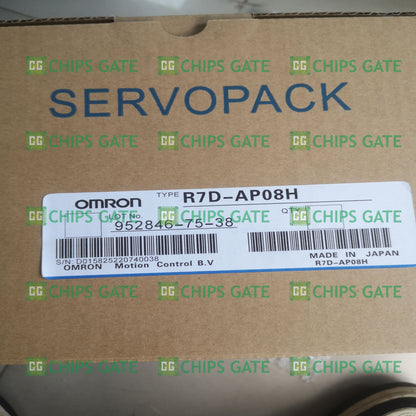 CHIPS GATE CHIPS GATE CHIPS GATE
SERVOPACK
CHIPS GATE CHIPS GATE CHIPS GATE
OMRON TYPE R7D-AP08H
LOT No. QTY
952846-75-38
S/N: D015825220740038
MADE IN JAPAN
OMRON Motion Control B.V R7D-AP08H
CHIPS GATE CHIPS GATE CHIPS GATE
CHIPS GATE CHIPS GATE CHIPS GATE
CHIPS GATE CHIPS GATE CHIPS GATE